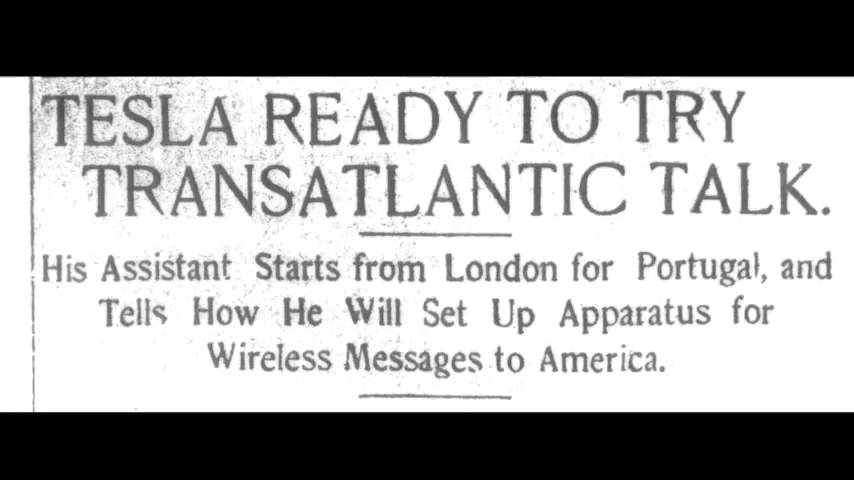 TESLA READY TO TRY
TRANSATLANTIC TALK.
His Assistant Starts from London for Portugal, and
Tells How He Will Set Up Apparatus for
Wireless Messages to America.